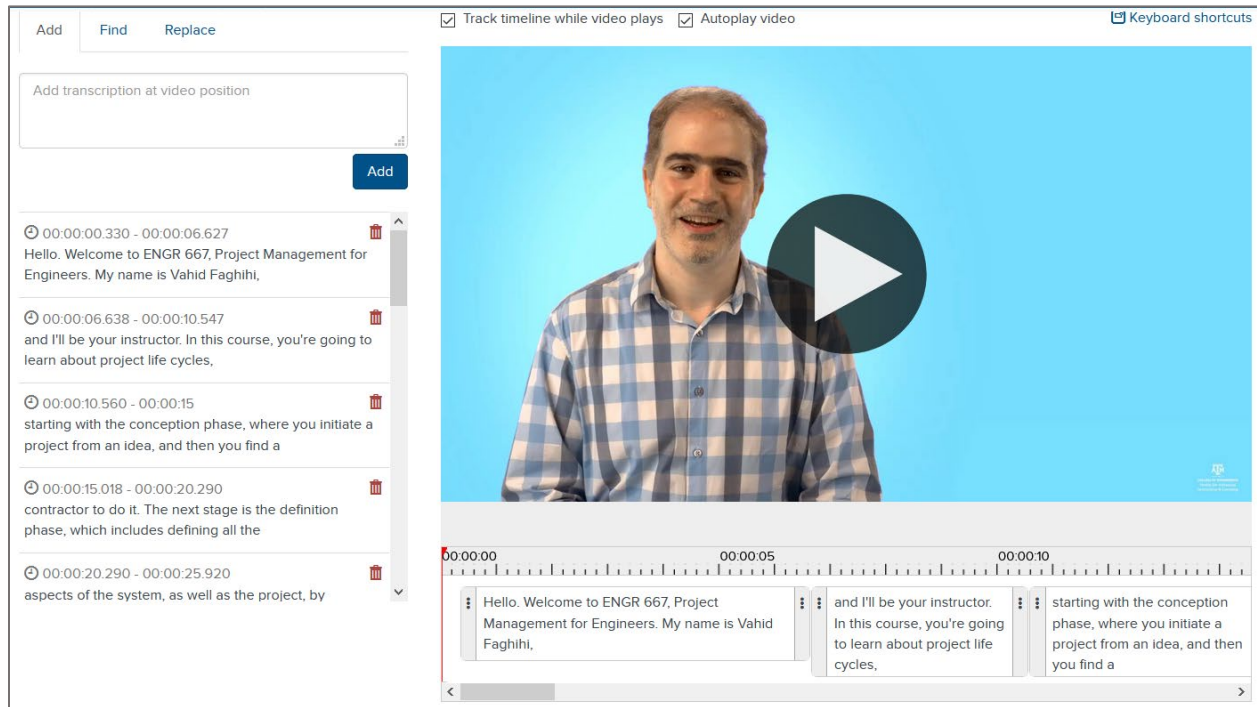 Add Find Replace
Track timeline while video plays Autoplay video
Keyboard shortcuts
Add transcription at video position
Add
00:00:00.330 - 00:00:06.627
Hello. Welcome to ENGR 667, Project Management for
Engineers. My name is Vahid Faghihi,
00:00:06.638 - 00:00:10.547
and I'll be your instructor. In this course, you're going to
learn about project life cycles,
00:00:10.560 - 00:00:15
starting with the conception phase, where you initiate a
project from an idea, and then you find a
00:00:15.018 - 00:00:20.290
contractor to do it. The next stage is the definition
phase, which includes defining all the
00:00:20.290 - 00:00:25.920
aspects of the system, as well as the project, by
00:00:00 00:00:05 00:00:10
Hello. Welcome to ENGR 667, Project
Management for Engineers. My name is Vahid
Faghihi,
and I'll be your instructor.
In this course, you're going
to learn about project life
cycles,
starting with the conception
phase, where you initiate a
project from an idea, and then
you find a